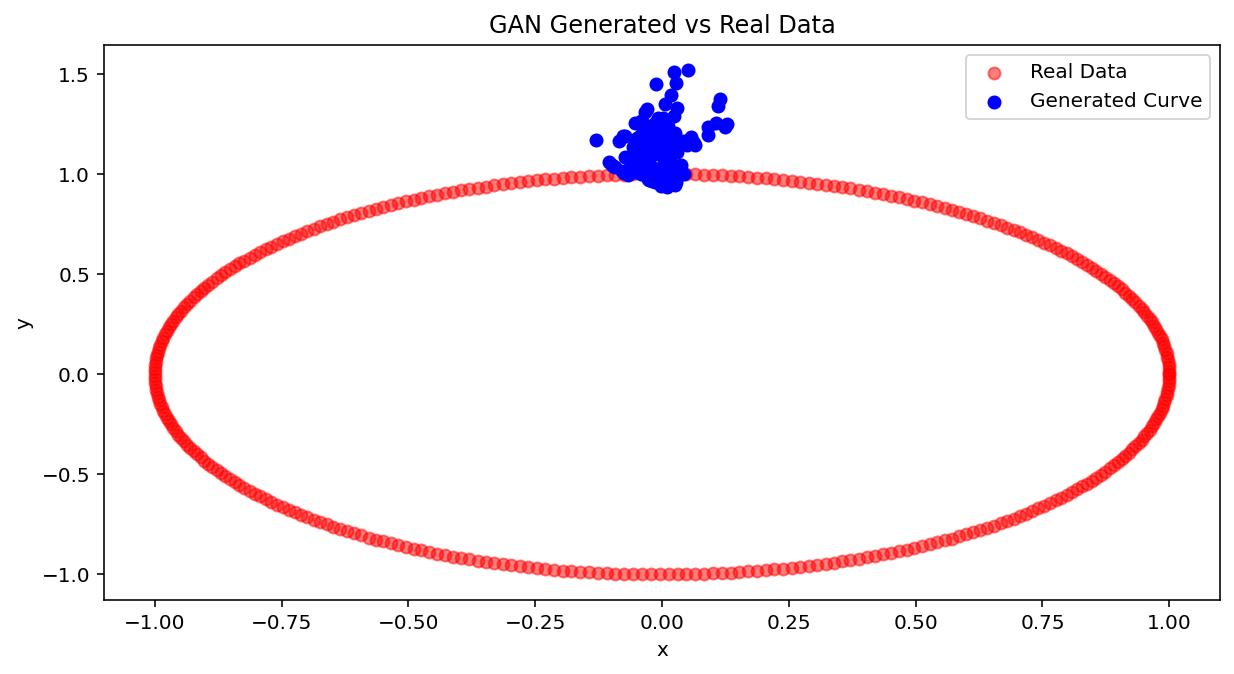 GAN Generated vs Real Data
Real Data
Generated Curve
1.5
1.0
0.5
0.0
−0.5
−1.0
y
−1.00 −0.75 −0.50 −0.25 0.00 0.25 0.50 0.75 1.00
x